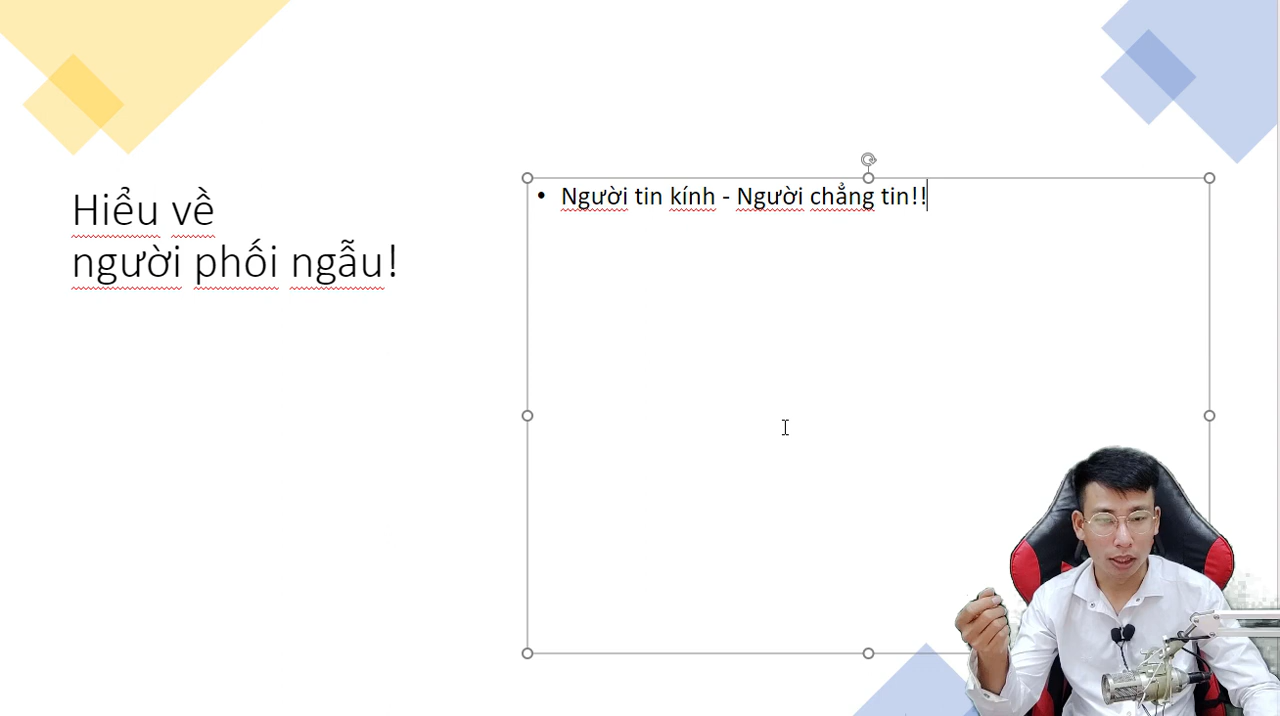 Hiểu về
người phối ngẫu!
• Người tin kính - Người chẳng tin!!